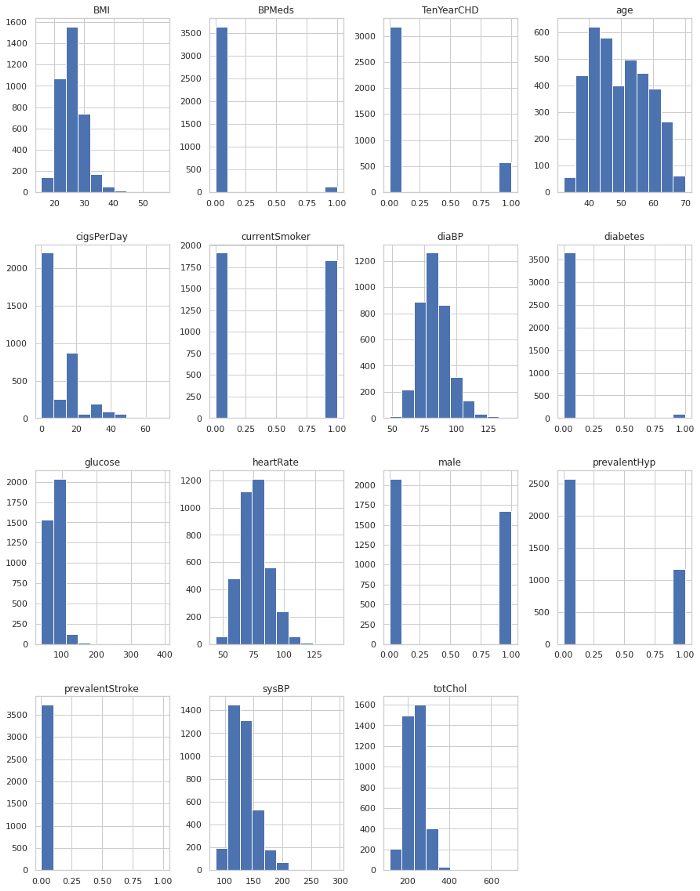 BMI BPMeds TenYearCHD age
1600 1400 1200 1000 800 600 400 200 0
20 30 40 50
3500 3000 2500 2000 1500 1000 500 0
0.00 0.25 0.50 0.75 1.00
3000 2500 2000 1500 1000 500 0
0.00 0.25 0.50 0.75 1.00
600 500 400 300 200 100 0
40 50 60 70
cigsPerDay currentSmoker diaBP diabetes
2000 1500 1000 500 0
0 20 40 60
2000 1750 1500 1250 1000 750 500 250 0
0.00 0.25 0.50 0.75 1.00
1200 1000 800 600 400 200 0
50 75 100 125
3500 3000 2500 2000 1500 1000 500 0
0.00 0.25 0.50 0.75 1.00
glucose heartRate male prevalentHyp
2000 1750 1500 1250 1000 750 500 250 0
100 200 300 400
1200 1000 800 600 400 200 0
50 75 100 125
2000 1750 1500 1250 1000 750 500 250 0
0.00 0.25 0.50 0.75 1.00
2500 2000 1500 1000 500 0
0.00 0.25 0.50 0.75 1.00
prevalentStroke sysBP totChol
3500 3000 2500 2000 1500 1000 500 0
0.00 0.25 0.50 0.75 1.00
1400 1200 1000 800 600 400 200 0
100 150 200 250 300
1600 1400 1200 1000 800 600 400 200 0
200 400 600